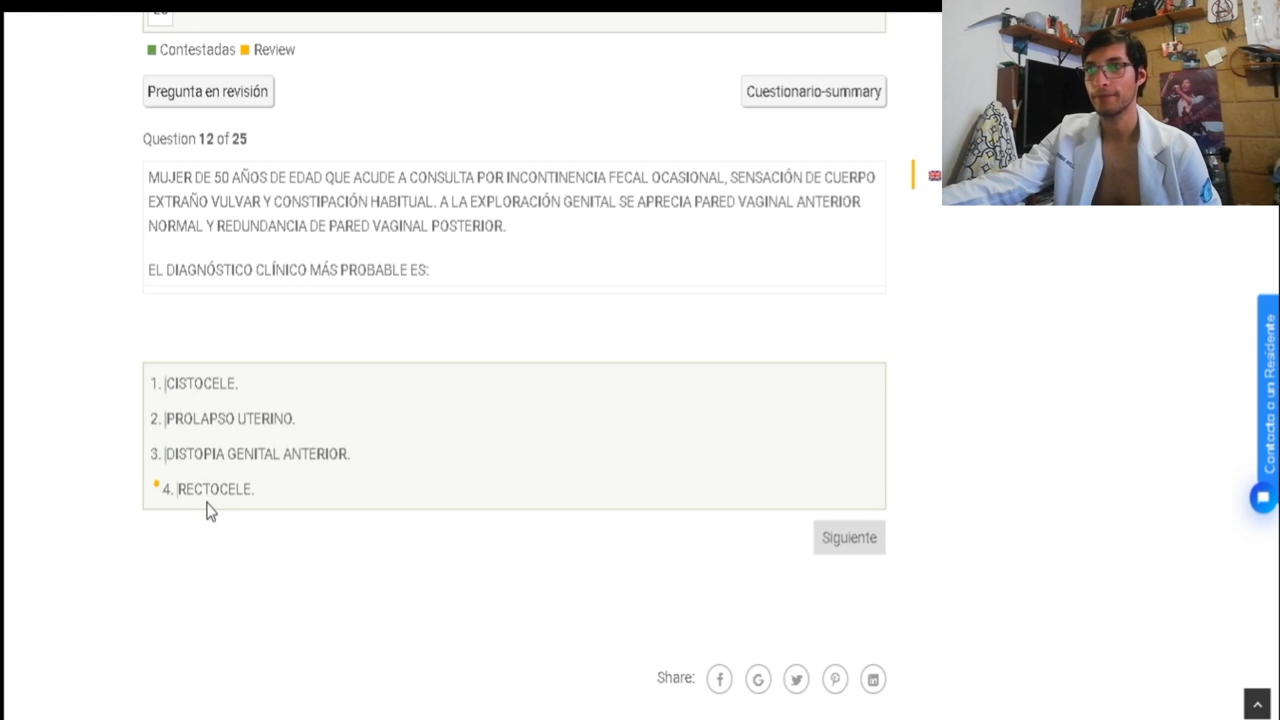 Contestadas Review
Pregunta en revisión
Cuestionario-summary
Question 12 of 25
MUJER DE 50 AÑOS DE EDAD QUE ACUDE A CONSULTA POR INCONTINENCIA FECAL OCASIONAL, SENSACIÓN DE CUERPO
EXTRAÑO VULVAR Y CONSTIPACIÓN HABITUAL. A LA EXPLORACIÓN GENITAL SE APRECIA PARED VAGINAL ANTERIOR
NORMAL Y REDUNDANCIA DE PARED VAGINAL POSTERIOR.
EL DIAGNÓSTICO CLÍNICO MÁS PROBABLE ES:
1. CISTOCELE.
2. PROLAPSO UTERINO.
3. DISTOPIA GENITAL ANTERIOR.
4. RECTOCELE.
Siguiente
Contacta a un Residente
Share: